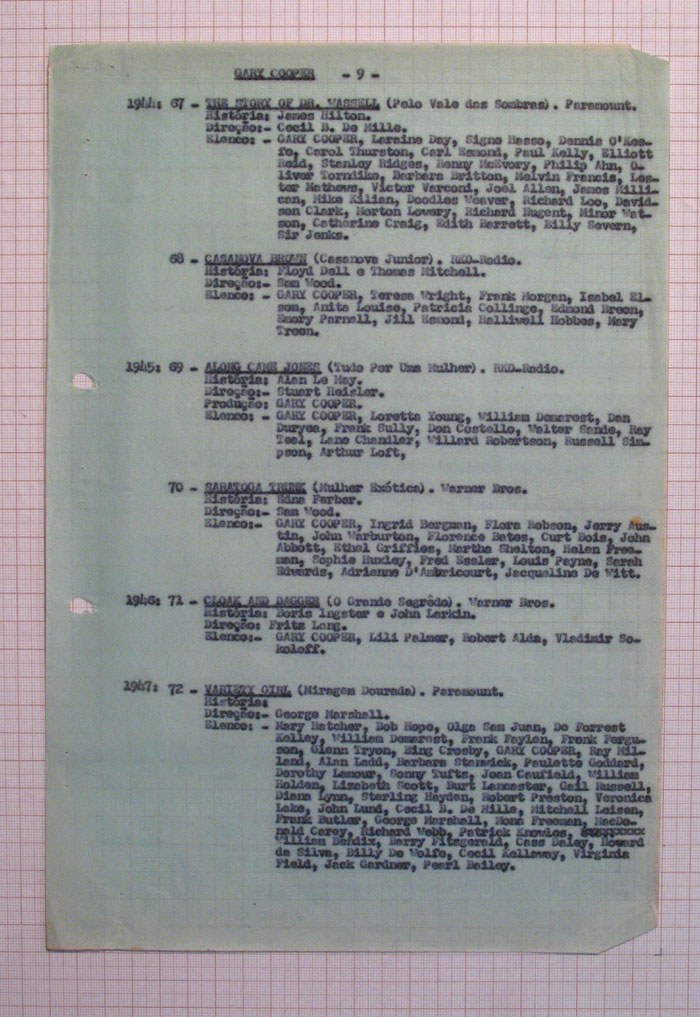 GARY COOPER - 9 -
1944: 67 - THE STORY OF DR. WASSELL (Pelo Vale das Sombras). Paramount.
História: James Hilton.
Direção:- Cecil B. De Mille.
Elenco:- GARY COOPER, Laraine Day, Signe Hasso, Dennis O'Kee-
fe, Carol Thurston, Carl Esmond, Paul Kelly, Elliott
Reid, Stanley Ridges, Renny McEvory, Philip Ahn, O-
liver Torndike, Barbara Britton, Melvin Francis, Les-
ter Mathews, Victor Varconi, Joel Allen, James Milli-
can, Mike Kilian, Doodles Weaver, Richard Loo, David-
son Clark, Morton Lowery, Richard Nugent, Minor Wat-
son, Catherine Craig, Edith Barrett, Billy Severn,
Sir Jenks.
68 - CASANOVA BROWN (Casanova Junior). RKO-Radio.
História: Floyd Dell e Thomas Mitchell.
Direção:- Sam Wood.
Elenco:- GARY COOPER, Teresa Wright, Frank Morgan, Isabel El-
som, Anita Louise, Patricia Collinge, Edmond Breon,
Emory Parnell, Jill Esmond, Halliwell Hobbes, Mary
Treen.
1945: 69 - ALONG CAME JONES (Tudo Por Uma Mulher). RKO-Radio.
História: Alan Le May.
Direção:- Stuart Heisler.
Produção: GARY COOPER.
Elenco:- GARY COOPER, Loretta Young, William Demarest, Dan
Duryea, Frank Sully, Don Costello, Walter Sande, Ray
Teal, Lane Chandler, Willard Robertson, Russell Sim-
pson, Arthur Loft,
70 - SARATOGA TRUNK (Mulher Exótica). Warner Bros.
História: Edna Ferber.
Direção:- Sam Wood.
Elenco:- GARY COOPER, Ingrid Bergman, Flora Robson, Jerry Aus-
tin, John Warburton, Florence Bates, Curt Bois, John
Abbott, Ethel Griffies, Martha Shelton, Helen Free-
man, Sophie Huxley, Fred Essler, Louis Payne, Sarah
Edwards, Adrienne D'Ambricourt, Jacqueline De Witt.
1946: 71 - CLOAK AND DAGGER (O Grande Segrêdo). Warner Bros.
História: Boris Ingster e John Larkin.
Direção: Fritz Lang.
Elenco:- GARY COOPER, Lili Palmer, Robert Alda, Vladimir So-
koloff.
1947: 72 - VARIETY GIRL (Miragem Dourada). Paramount.
História:
Direção:- George Marshall.
Elenco: - Mary Hatcher, Bob Hope, Olga San Juan, De Forrest
Kelley, William Demarest, Frank Faylen, Frank Fergu-
son, Glenn Tryon, Bing Crosby, GARY COOPER, Ray Mil-
land, Alan Ladd, Barbara Stanwick, Paulette Goddard,
Dorothy Lamour, Sonny Tufts, Joan Caufield, William
Holden, Lizabeth Scott, Burt Lancaster, Gail Russell,
Diana Lynn, Sterling Hayden, Robert Preston, Veronica
Lake, John Lund, Cecil B. De Mille, Mitchell Leisen,
Frank Butler, George Marshall, Mona Freeman, MacDo-
nald Carey, Richard Webb, Patrick Knowles,
William Bendix, Barry Fitzgerald, Cass Daley, Howard
da Silva, Billy De Wolfe, Cecil Kellaway, Virginia
Field, Jack Gardner, Pearl Bailey.